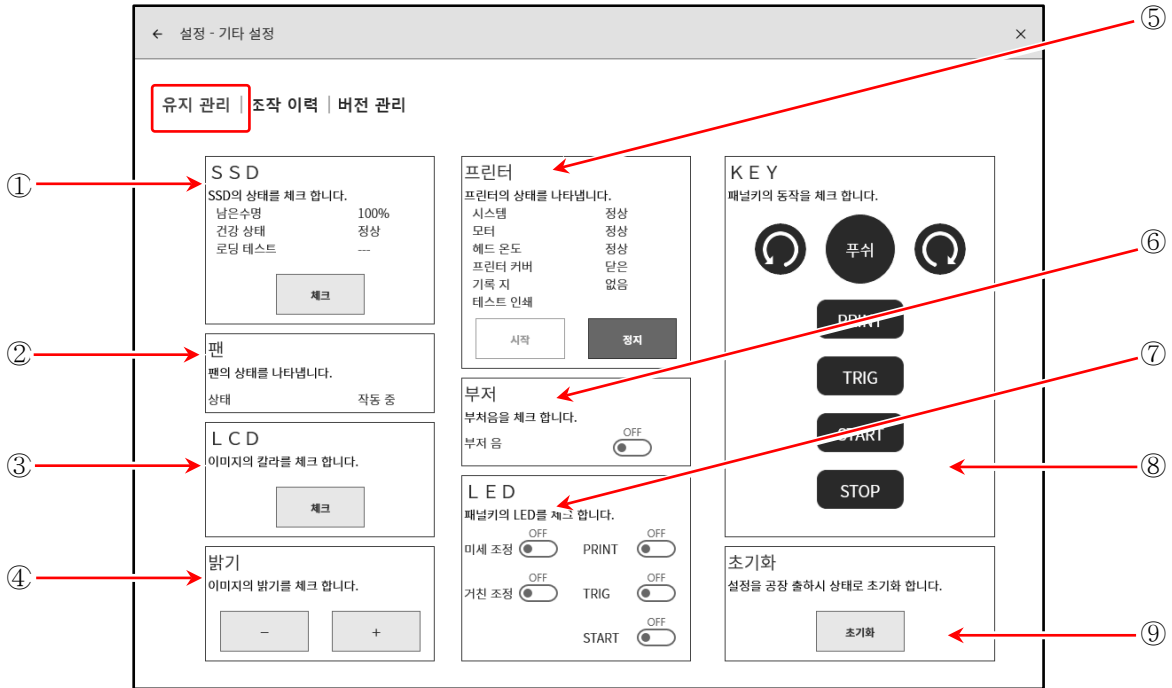 ← 설정 - 기타 설정 ×
유지 관리 | 조작 이력 | 버전 관리
①
SSD
SSD의 상태를 체크 합니다.
남은수명 100%
건강 상태 정상
로딩 테스트 ---
체크
②
팬
팬의 상태를 나타냅니다.
상태 작동 중
③
LCD
이미지의 칼라를 체크 합니다.
체크
④
밝기
이미지의 밝기를 체크 합니다.
− +
⑤
프린터
프린터의 상태를 나타냅니다.
시스템 정상
모터 정상
헤드 온도 정상
프린터 커버 닫은
기록 지 없음
테스트 인쇄
시작 정지
⑥
부저
부처음을 체크 합니다.
부저 음 OFF
⑦
LED
패널키의 LED를 체크 합니다.
미세 조정 OFF PRINT OFF
거친 조정 OFF TRIG OFF
START OFF
⑧
KEY
패널키의 동작을 체크 합니다.
푸쉬
PRINT
TRIG
START
STOP
⑨
초기화
설정을 공장 출하시 상태로 초기화 합니다.
초기화